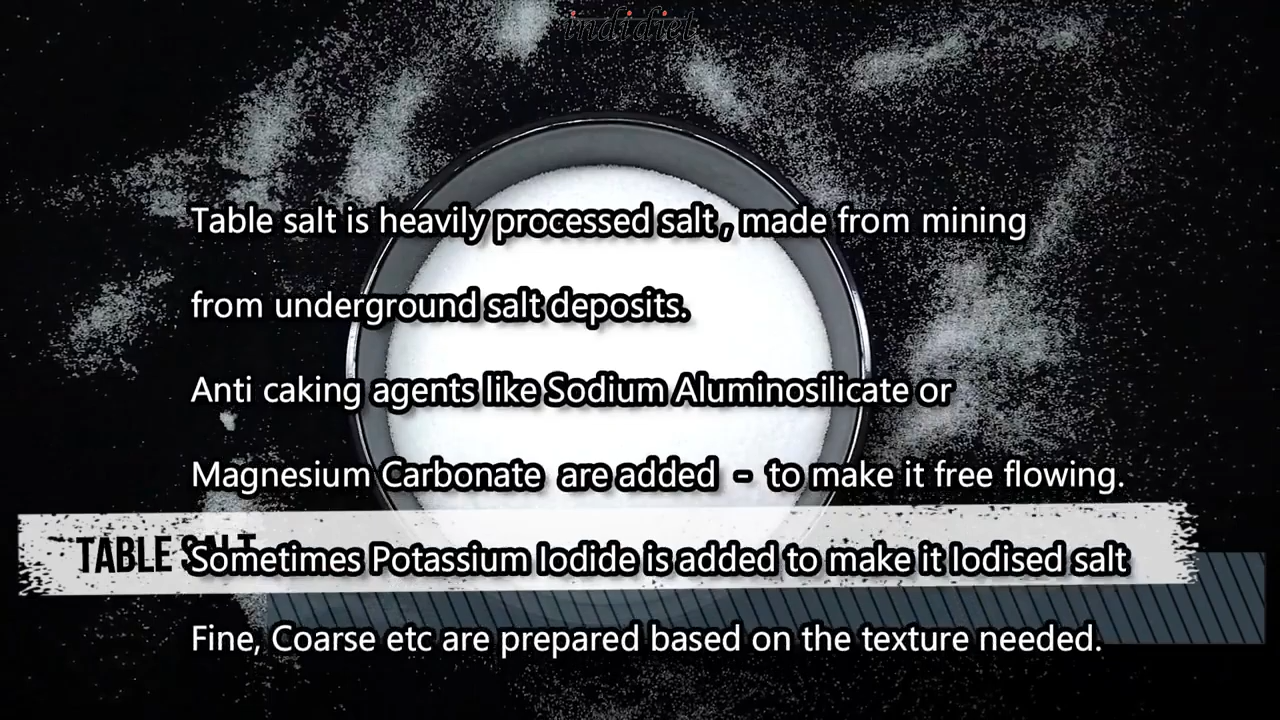 indidiet
Table salt is heavily processed salt , made from mining
from underground salt deposits.
Anti caking agents like Sodium Aluminosilicate or
Magnesium Carbonate are added - to make it free flowing.
TABLE SALT
Sometimes Potassium Iodide is added to make it Iodised salt
Fine, Coarse etc are prepared based on the texture needed.